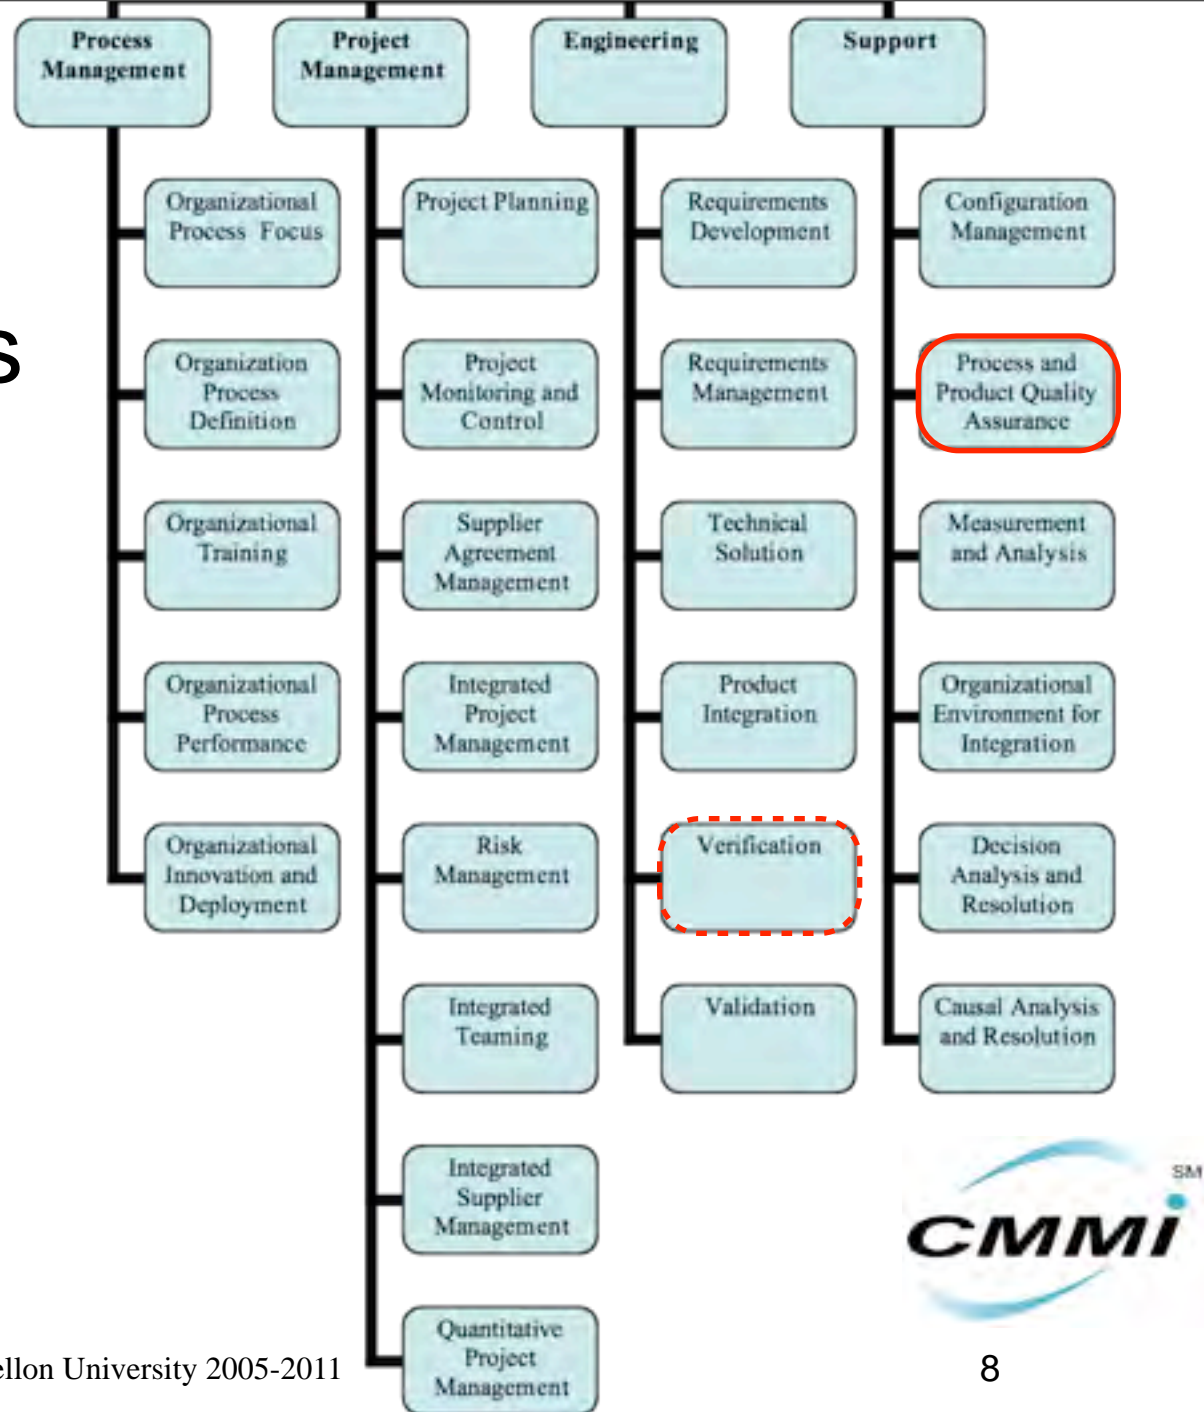 Process
Management
Project
Management
Engineering
Support
Organizational
Process Focus
Organization
Process
Definition
Organizational
Training
Organizational
Process
Performance
Organizational
Innovation and
Deployment
Project Planning
Project
Monitoring and
Control
Supplier
Agreement
Management
Integrated
Project
Management
Risk
Management
Integrated
Teaming
Integrated
Supplier
Management
Quantitative
Project
Management
Requirements
Development
Requirements
Management
Technical
Solution
Product
Integration
Verification
Validation
Configuration
Management
Process and
Product Quality
Assurance
Measurement
and Analysis
Organizational
Environment for
Integration
Decision
Analysis and
Resolution
Causal Analysis
and Resolution
s
CMMi SM
ellon University 2005-2011
8